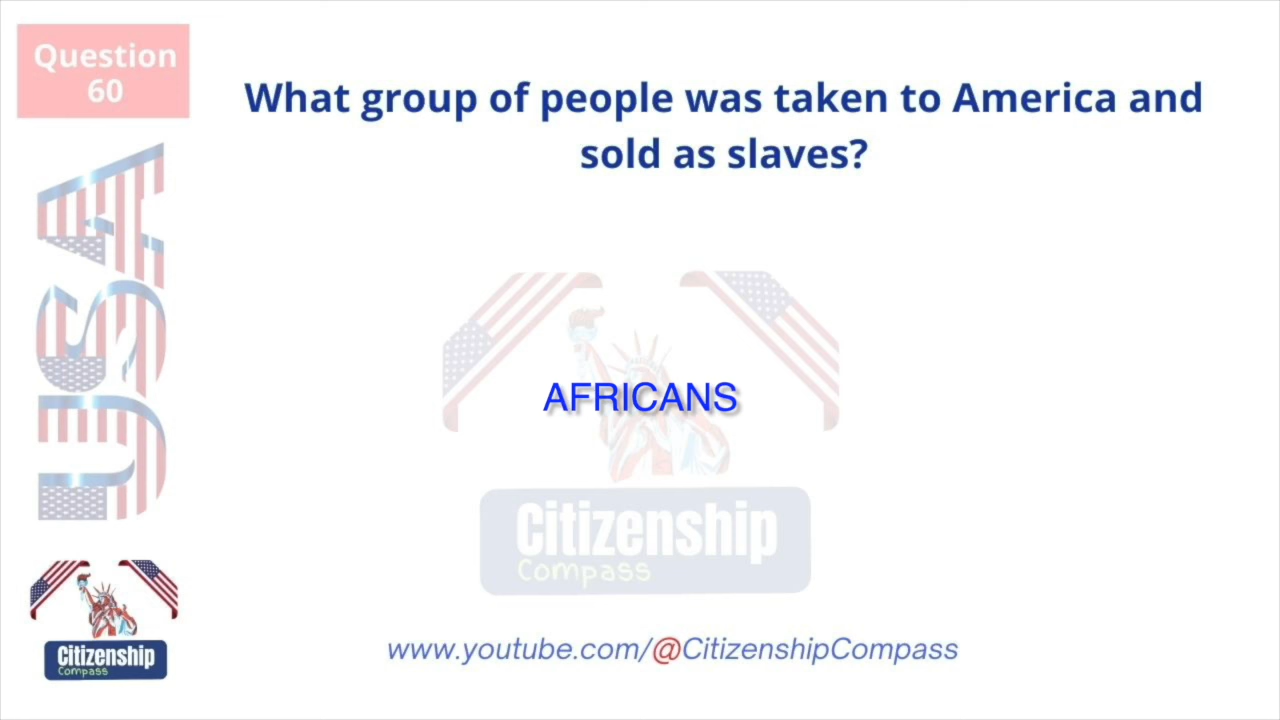 Question
60
What group of people was taken to America and
sold as slaves?
USA
AFRICANS
Citizenship
Compass
Citizenship
Compass
www.youtube.com/@CitizenshipCompass